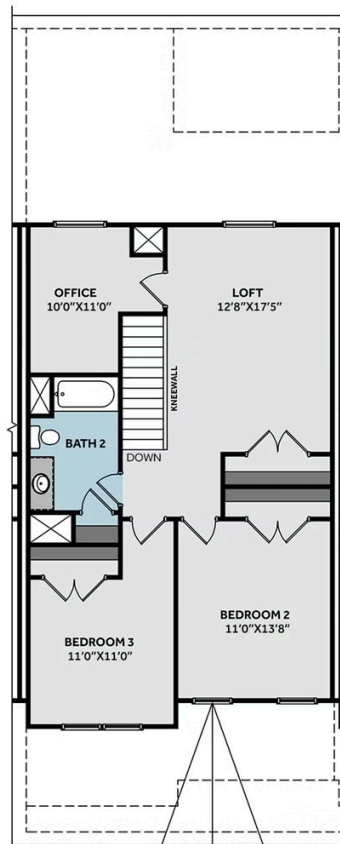 OFFICE
10'0"X11'0"
LOFT
12'8"X17'5"
KNEEWALL
BATH 2
DOWN
BEDROOM 2
11'0"X13'8"
BEDROOM 3
11'0"X11'0"